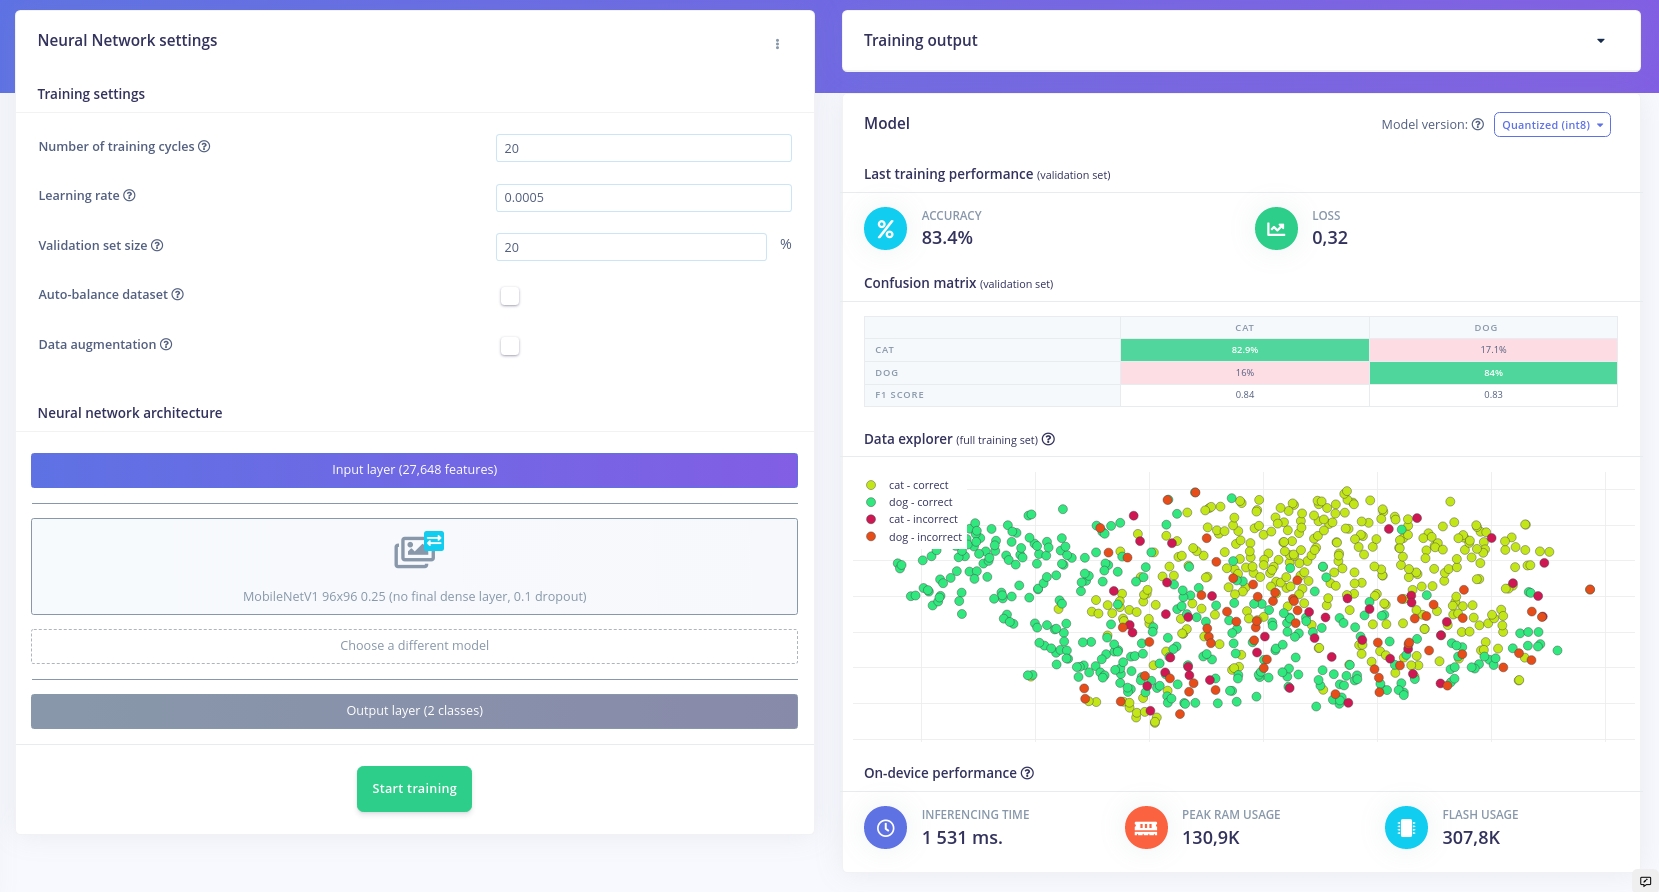 Neural Network settings
Training settings
Number of training cycles
20
Learning rate
0.0005
Validation set size
20
%
Auto-balance dataset
Data augmentation
Neural network architecture
Input layer (27,648 features)
MobileNetV1 96x96 0.25 (no final dense layer, 0.1 dropout)
Choose a different model
Output layer (2 classes)
Start training
Training output
Model
Model version:
Quantized (int8)
Last training performance (validation set)
ACCURACY
83.4%
LOSS
0,32
Confusion matrix (validation set)
CAT DOG
CAT 82.9% 17.1%
DOG 16% 84%
F1 SCORE 0.84 0.83
Data explorer (full training set)
cat - correct
dog - correct
cat - incorrect
dog - incorrect
On-device performance
INFERENCING TIME
1 531 ms.
PEAK RAM USAGE
130,9K
FLASH USAGE
307,8K